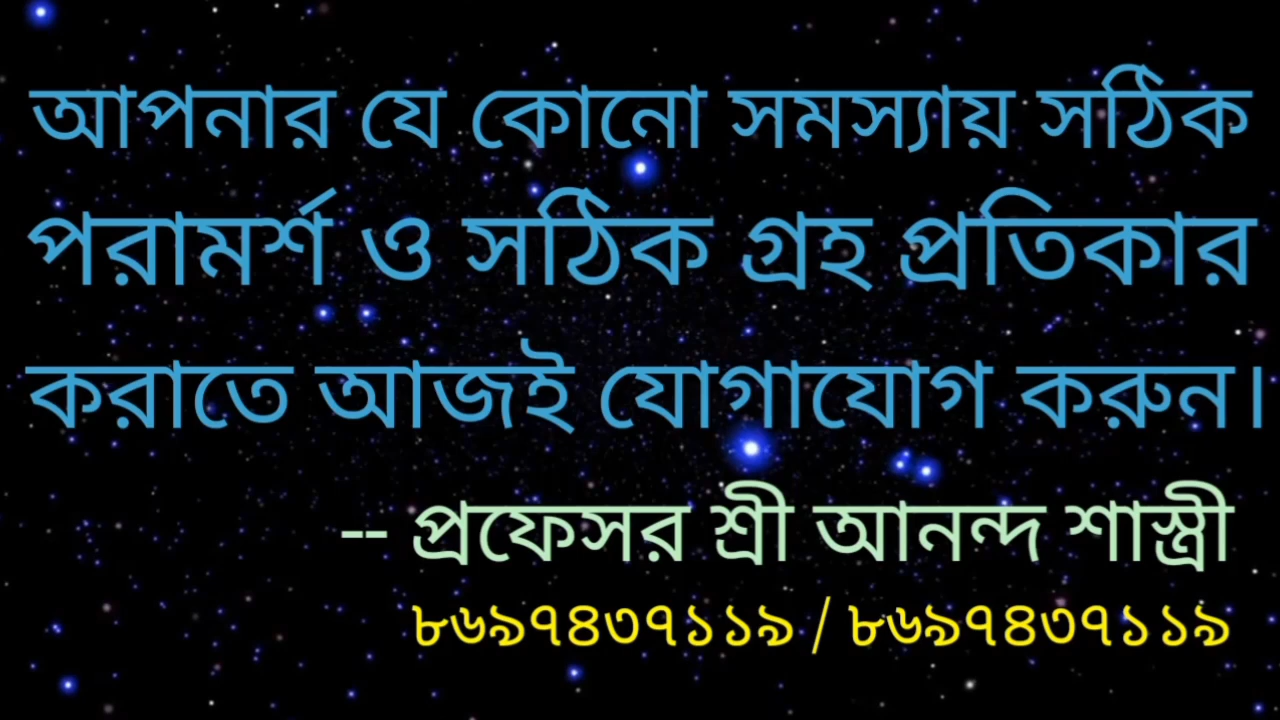 আপনার যে কোনো সমস্যায় সঠিক
পরামর্শ ও সঠিক গ্রহ প্রতিকার
করাতে আজই যোগাযোগ করুন।
-- প্রফেসর শ্রী আনন্দ শাস্ত্রী
৮৬৯৭৪৩৭১১৯ / ৮৬৯৭৪৩৭১১৯